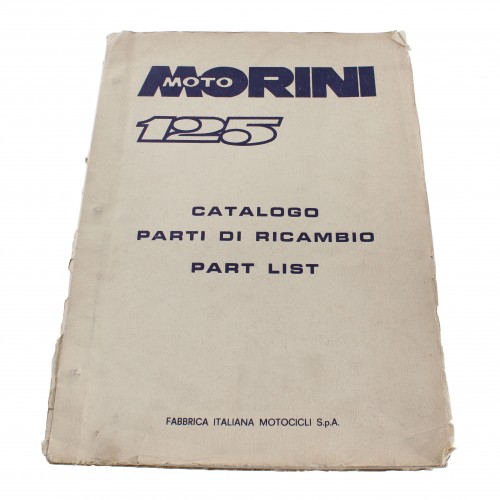 MOTO MORINI
125
CATALOGO
PARTI DI RICAMBIO
PART LIST
FABBRICA ITALIANA MOTOCICLI S.p.A.